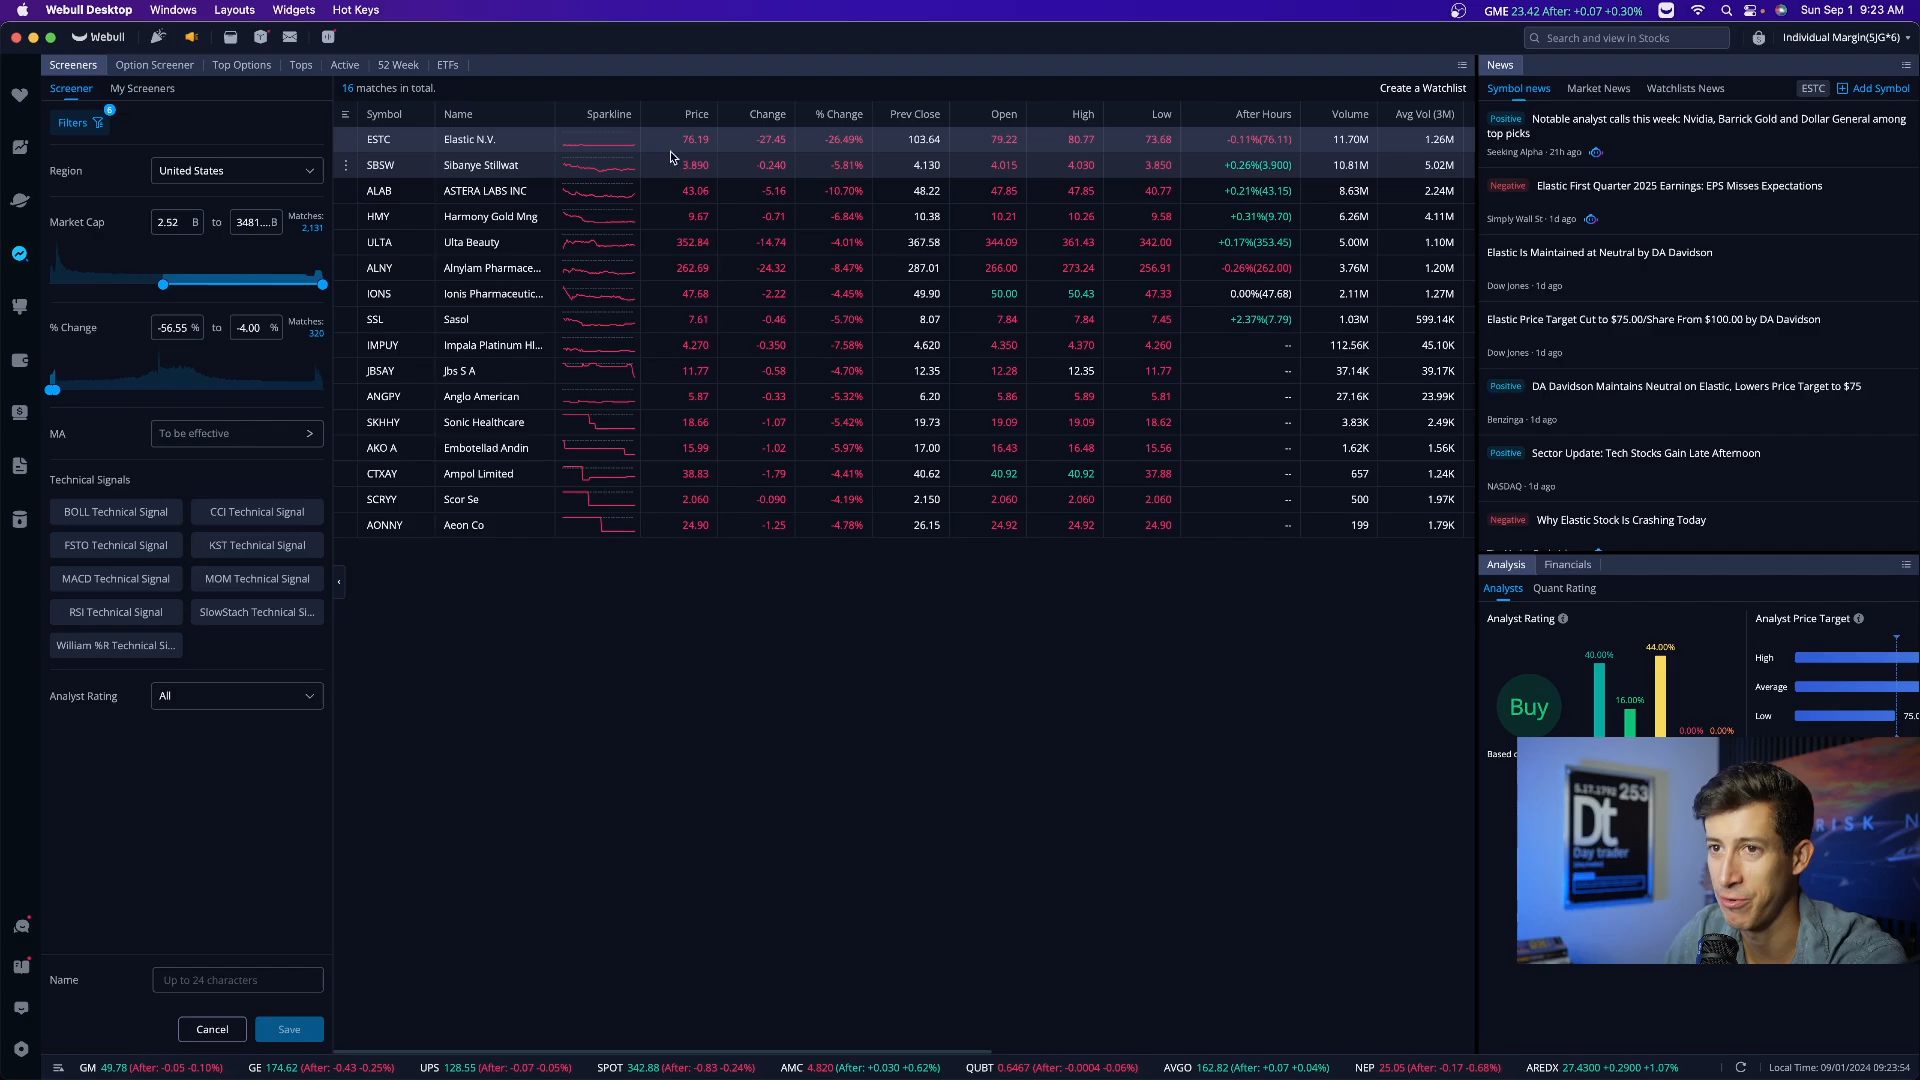 Webull Desktop Windows Layouts Widgets Hot Keys
GME 23.42 After: +0.07 +0.30% Sun Sep 1 9:23 AM
Webull Search and view in Stocks Individual Margin(5JG*6)
Screeners Option Screener Top Options Tops Active 52 Week ETFs News
Screener My Screeners 16 matches in total. Create a Watchlist Symbol news Market News Watchlists News ESTC Add Symbol
Filters 6
Region United States
Market Cap 2.52 B to 3481.... B Matches: 2,131
% Change -56.55 % to -4.00 % Matches: 320
MA To be effective
Technical Signals
BOLL Technical Signal CCI Technical Signal
FSTO Technical Signal KST Technical Signal
MACD Technical Signal MOM Technical Signal
RSI Technical Signal SlowStach Technical Si...
William %R Technical Si...
Analyst Rating All
Name Up to 24 characters
Cancel Save
Symbol Name Sparkline Price Change % Change Prev Close Open High Low After Hours Volume Avg Vol (3M)
ESTC Elastic N.V. 76.19 -27.45 -26.49% 103.64 79.22 80.77 73.68 -0.11%(76.11) 11.70M 1.26M
SBSW Sibanye Stillwat 3.890 -0.240 -5.81% 4.130 4.015 4.030 3.850 +0.26%(3.900) 10.81M 5.02M
ALAB ASTERA LABS INC 43.06 -5.16 -10.70% 48.22 47.85 47.85 40.77 +0.21%(43.15) 8.63M 2.24M
HMY Harmony Gold Mng 9.67 -0.71 -6.84% 10.38 10.21 10.26 9.58 +0.31%(9.70) 6.26M 4.11M
ULTA Ulta Beauty 352.84 -14.74 -4.01% 367.58 344.09 361.43 342.00 +0.17%(353.45) 5.00M 1.10M
ALNY Alnylam Pharmace... 262.69 -24.32 -8.47% 287.01 266.00 273.24 256.91 -0.26%(262.00) 3.76M 1.20M
IONS Ionis Pharmaceutic... 47.68 -2.22 -4.45% 49.90 50.00 50.43 47.33 0.00%(47.68) 2.11M 1.27M
SSL Sasol 7.61 -0.46 -5.70% 8.07 7.84 7.84 7.45 +2.37%(7.79) 1.03M 599.14K
IMPUY Impala Platinum Hl... 4.270 -0.350 -7.58% 4.620 4.350 4.370 4.260 -- 112.56K 45.10K
JBSAY Jbs S A 11.77 -0.58 -4.70% 12.35 12.28 12.35 11.77 -- 37.14K 39.17K
ANGPY Anglo American 5.87 -0.33 -5.32% 6.20 5.86 5.89 5.81 -- 27.16K 23.99K
SKHHY Sonic Healthcare 18.66 -1.07 -5.42% 19.73 19.09 19.09 18.62 -- 3.83K 2.49K
AKO A Embotellad Andin 15.99 -1.02 -5.97% 17.00 16.43 16.48 15.56 -- 1.62K 1.56K
CTXAY Ampol Limited 38.83 -1.79 -4.41% 40.62 40.92 40.92 37.88 -- 657 1.24K
SCRYY Scor Se 2.060 -0.090 -4.19% 2.150 2.060 2.060 2.060 -- 500 1.97K
AONNY Aeon Co 24.90 -1.25 -4.78% 26.15 24.92 24.92 24.90 -- 199 1.79K
Positive Notable analyst calls this week: Nvidia, Barrick Gold and Dollar General among
top picks
Seeking Alpha · 21h ago
Negative Elastic First Quarter 2025 Earnings: EPS Misses Expectations
Simply Wall St · 1d ago
Elastic Is Maintained at Neutral by DA Davidson
Dow Jones · 1d ago
Elastic Price Target Cut to $75.00/Share From $100.00 by DA Davidson
Dow Jones · 1d ago
Positive DA Davidson Maintains Neutral on Elastic, Lowers Price Target to $75
Benzinga · 1d ago
Positive Sector Update: Tech Stocks Gain Late Afternoon
NASDAQ · 1d ago
Negative Why Elastic Stock Is Crashing Today
Analysis Financials
Analysts Quant Rating
Analyst Rating Analyst Price Target
Buy 40.00% 16.00% 44.00% 0.00% 0.00%
High
Average
Low 75.0
Based
5.17.1792 253
Dt
Day trader
RISK N
GM 49.78 (After: -0.05 -0.10%) GE 174.62 (After: -0.43 -0.25%) UPS 128.55 (After: -0.07 -0.05%) SPOT 342.88 (After: -0.83 -0.24%) AMC 4.820 (After: +0.030 +0.62%) QUBT 0.6467 (After: -0.0004 -0.06%) AVGO 162.82 (After: +0.07 +0.04%) NEP 25.05 (After: -0.17 -0.68%) AREDX 27.4300 +0.2900 +1.07% Local Time: 09/01/2024 09:23:54